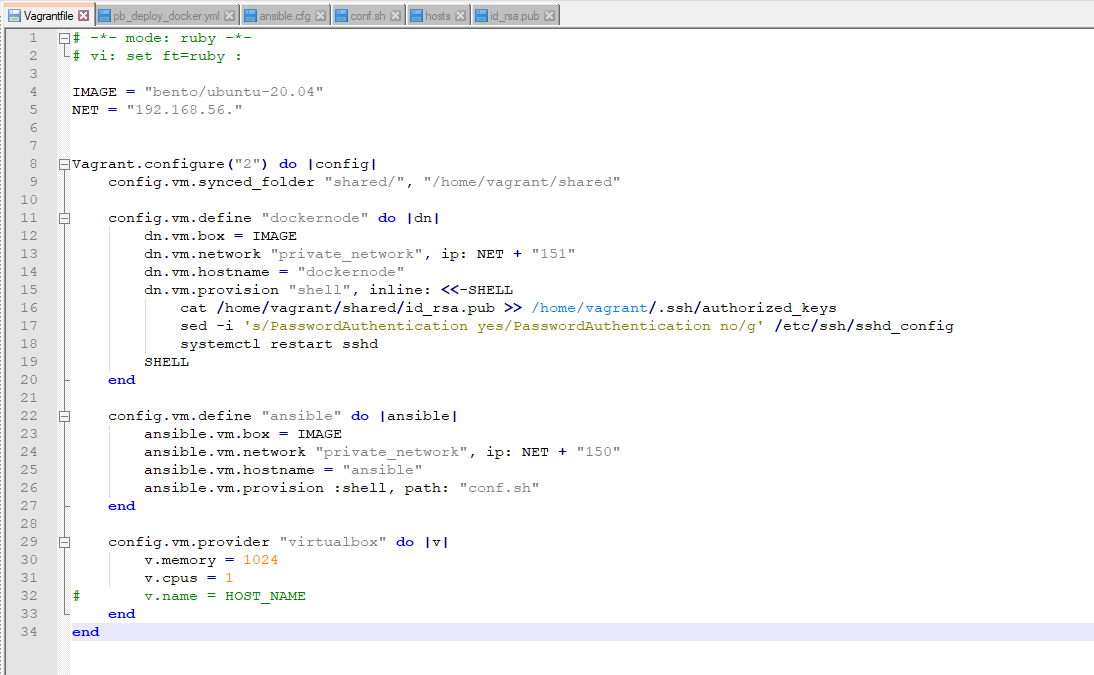 Vagrantfile pb_deploy_docker.yml ansible.cfg conf.sh hosts id_rsa.pub
1 # -*- mode: ruby -*-
2 # vi: set ft=ruby :
3
4 IMAGE = "bento/ubuntu-20.04"
5 NET = "192.168.56."
6
7
8 Vagrant.configure("2") do |config|
9     config.vm.synced_folder "shared/", "/home/vagrant/shared"
10
11     config.vm.define "dockernode" do |dn|
12         dn.vm.box = IMAGE
13         dn.vm.network "private_network", ip: NET + "151"
14         dn.vm.hostname = "dockernode"
15         dn.vm.provision "shell", inline: <<-SHELL
16             cat /home/vagrant/shared/id_rsa.pub >> /home/vagrant/.ssh/authorized_keys
17             sed -i 's/PasswordAuthentication yes/PasswordAuthentication no/g' /etc/ssh/sshd_config
18             systemctl restart sshd
19         SHELL
20     end
21
22     config.vm.define "ansible" do |ansible|
23         ansible.vm.box = IMAGE
24         ansible.vm.network "private_network", ip: NET + "150"
25         ansible.vm.hostname = "ansible"
26         ansible.vm.provision :shell, path: "conf.sh"
27     end
28
29     config.vm.provider "virtualbox" do |v|
30         v.memory = 1024
31         v.cpus = 1
32 #       v.name = HOST_NAME
33     end
34 end